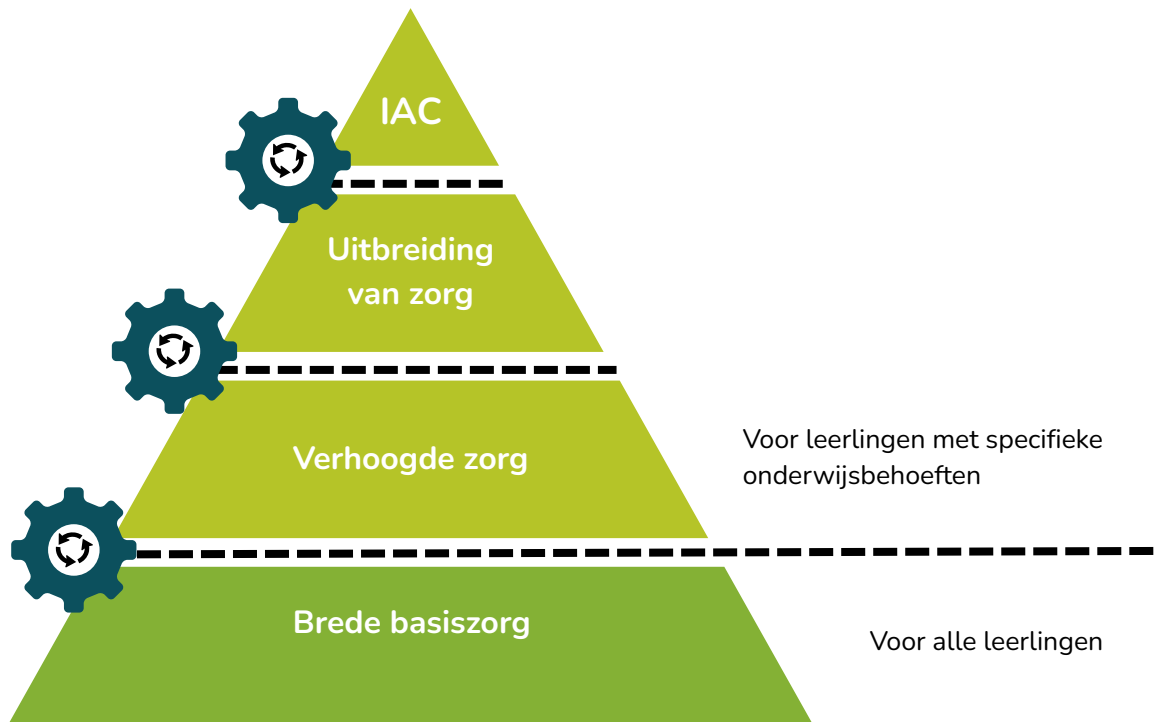 IAC
Uitbreiding
van zorg
Verhoogde zorg
Voor leerlingen met specifieke
onderwijsbehoeften
Brede basiszorg
Voor alle leerlingen